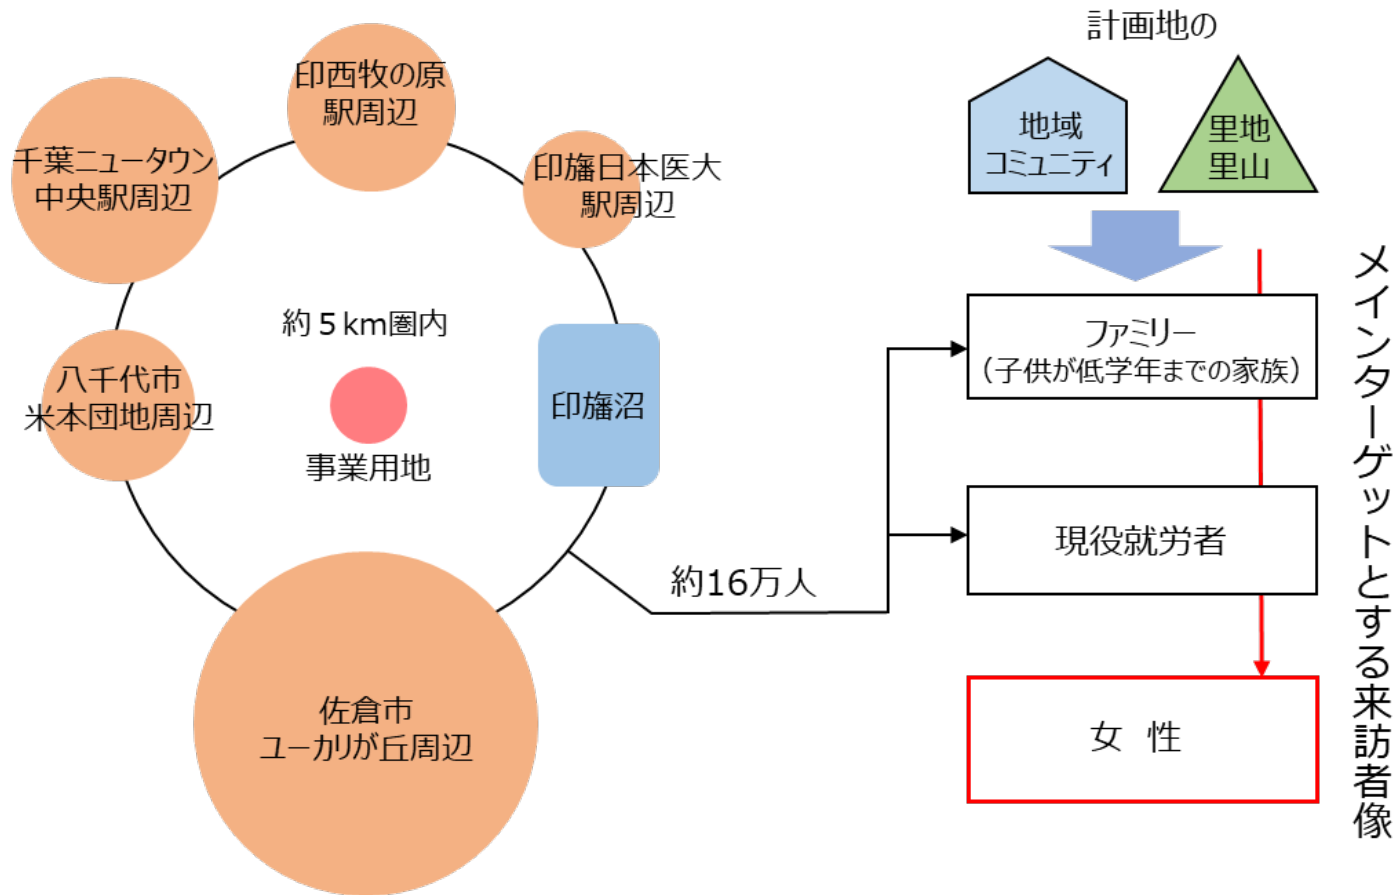 印西牧の原
駅周辺
千葉ニュータウン
中央駅周辺
印旛日本医大
駅周辺
約５km圏内
八千代市
米本団地周辺
事業用地
印旛沼
約16万人
佐倉市
ユーカリが丘周辺
計画地の
地域
コミュニティ
里地
里山
ファミリー
（子供が低学年までの家族）
現役就労者
女 性
メインターゲットとする来訪者像